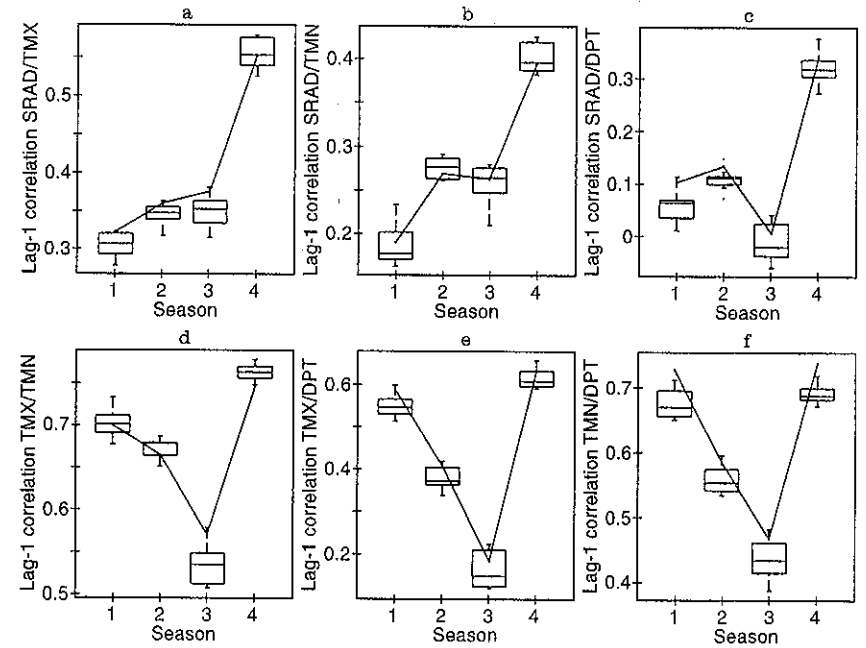 a
Lag-1 correlation SRAD/TMX
0.5
0.4
0.3
1 2 3 4
Season
b
Lag-1 correlation SRAD/TMN
0.4
0.3
0.2
1 2 3 4
Season
c
Lag-1 correlation SRAD/DPT
0.3
0.2
0.1
0
1 2 3 4
Season
d
Lag-1 correlation TMX/TMN
0.7
0.6
0.5
1 2 3 4
Season
e
Lag-1 correlation TMX/DPT
0.6
0.4
0.2
1 2 3 4
Season
f
Lag-1 correlation TMN/DPT
0.7
0.6
0.5
0.4
1 2 3 4
Season